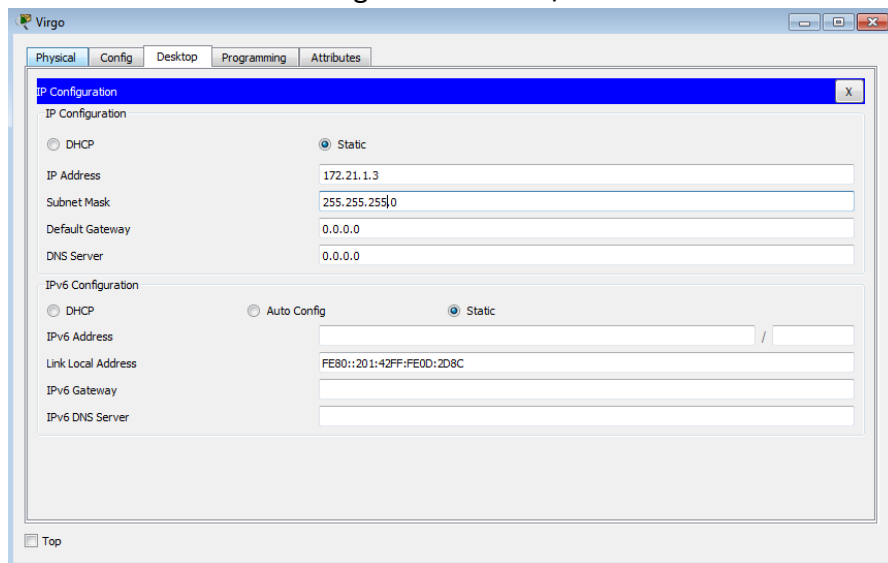 Virgo
Physical Config Desktop Programming Attributes
IP Configuration X
IP Configuration
DHCP Static
IP Address 172.21.1.3
Subnet Mask 255.255.255.0
Default Gateway 0.0.0.0
DNS Server 0.0.0.0
IPv6 Configuration
DHCP Auto Config Static
IPv6 Address /
Link Local Address FE80::201:42FF:FE0D:2D8C
IPv6 Gateway
IPv6 DNS Server
Top